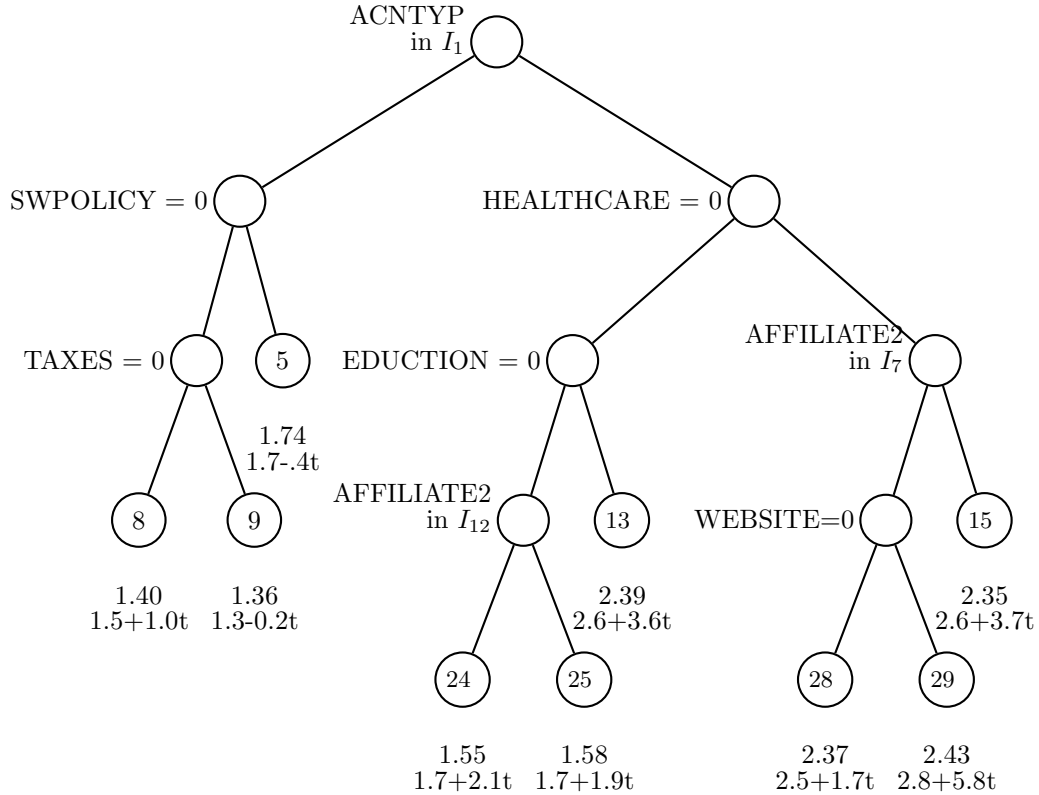 ACNTYP
in I₁
SWPOLICY = 0
HEALTHCARE = 0
TAXES = 0
5
EDUCTION = 0
AFFILIATE2
in I₇
1.74
1.7-.4t
8
9
AFFILIATE2
in I₁₂
13
WEBSITE=0
15
1.40
1.5+1.0t
1.36
1.3-0.2t
2.39
2.6+3.6t
2.35
2.6+3.7t
24
25
28
29
1.55
1.7+2.1t
1.58
1.7+1.9t
2.37
2.5+1.7t
2.43
2.8+5.8t